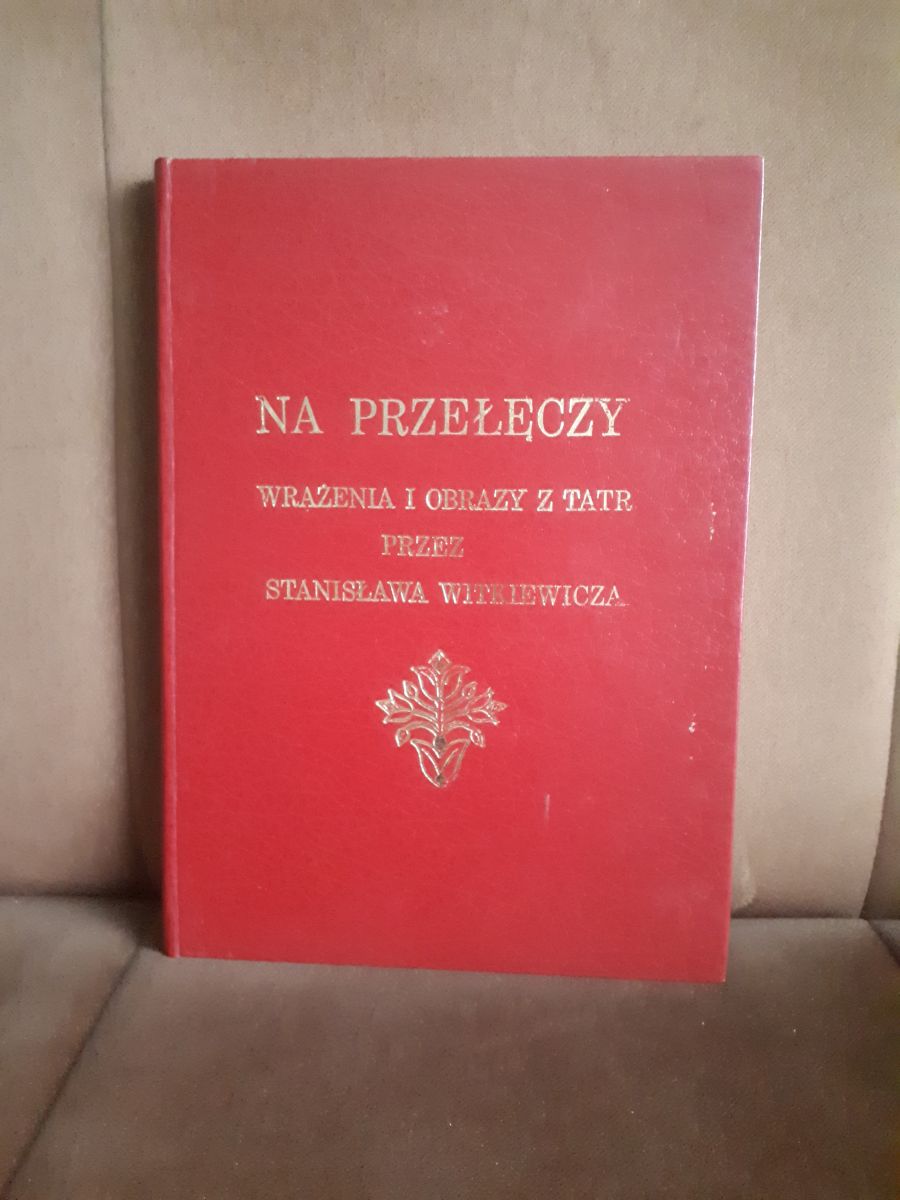 NA PRZEŁĘCZY
WRAŻENIA I OBRAZY Z TATR
PRZEZ
STANISŁAWA WITKIEWICZA